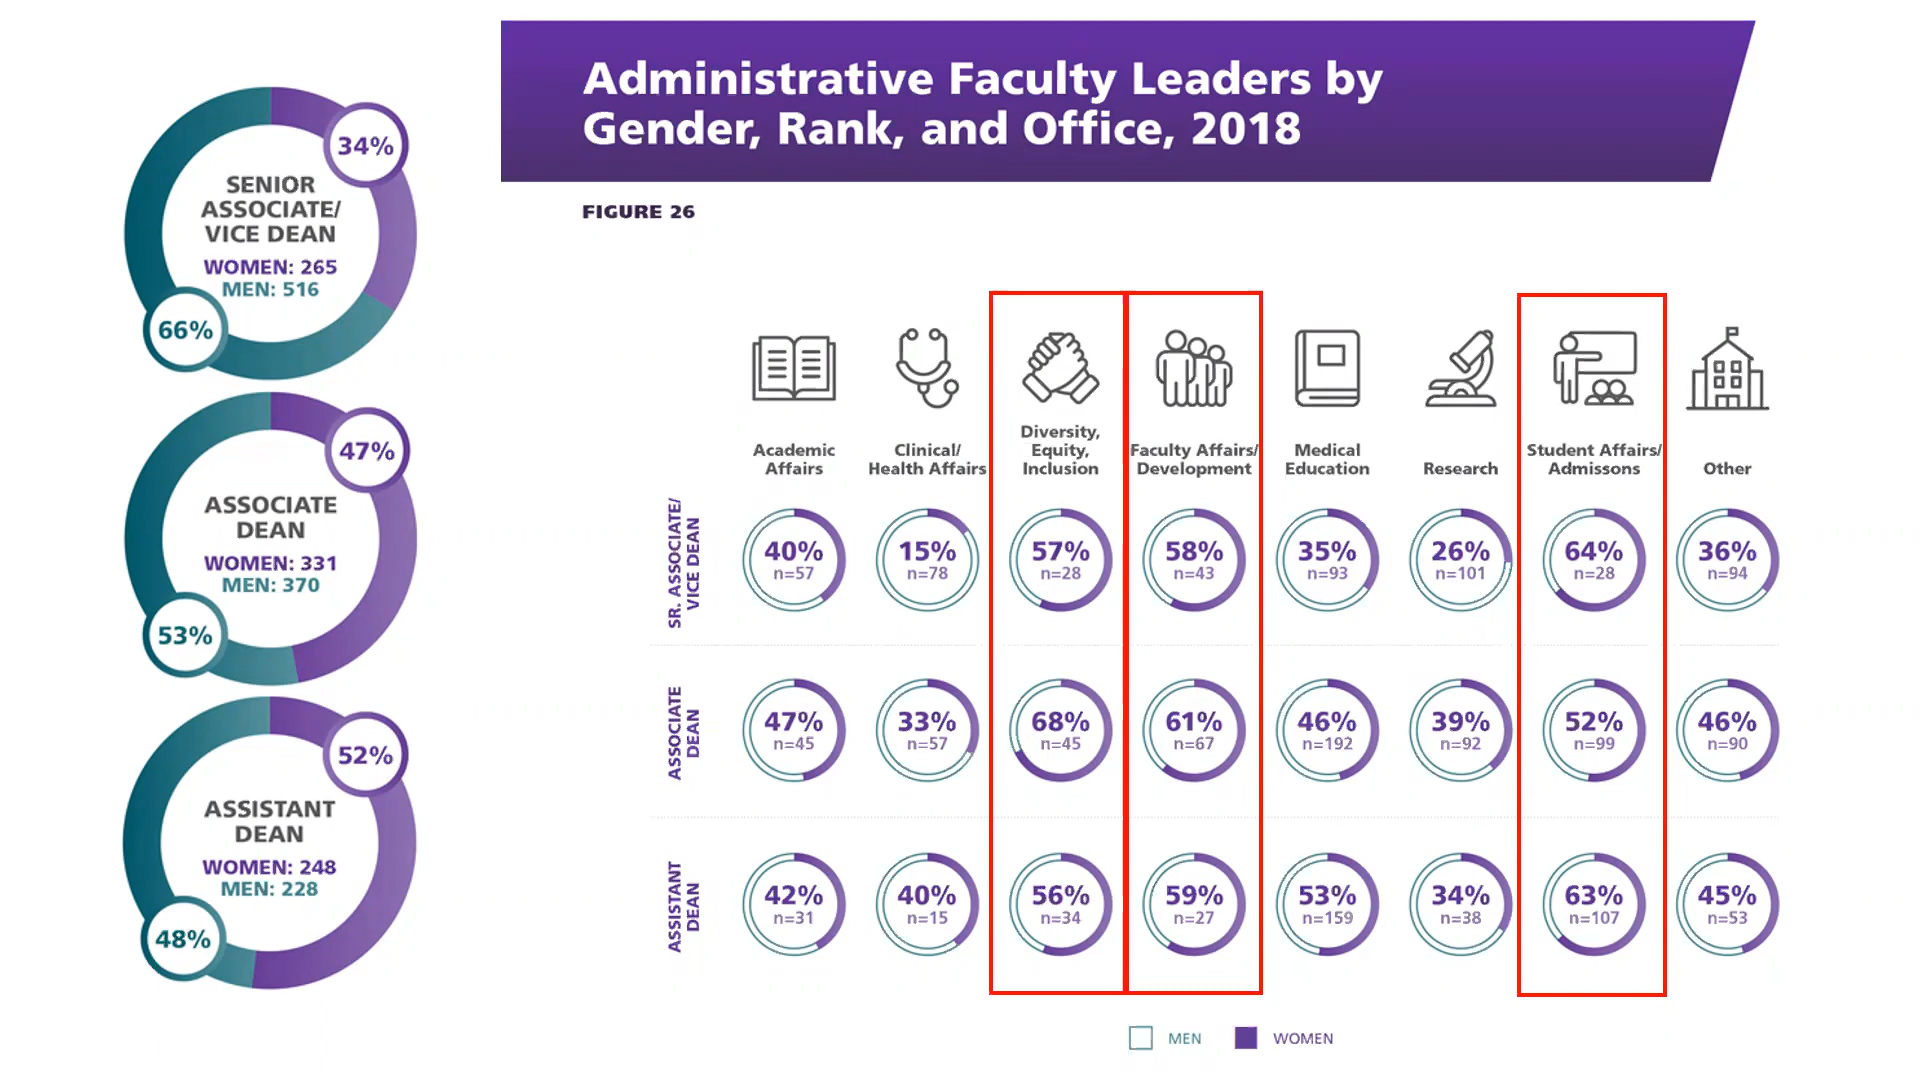 Administrative Faculty Leaders by
Gender, Rank, and Office, 2018
FIGURE 26
34%
SENIOR
ASSOCIATE/
VICE DEAN
WOMEN: 265
MEN: 516
66%
47%
ASSOCIATE
DEAN
WOMEN: 331
MEN: 370
53%
52%
ASSISTANT
DEAN
WOMEN: 248
MEN: 228
48%
Academic
Affairs
Clinical/
Health Affairs
Diversity,
Equity,
Inclusion
Faculty Affairs/
Development
Medical
Education
Research
Student Affairs/
Admissons
Other
SR. ASSOCIATE/
VICE DEAN
40%
n=57
15%
n=78
57%
n=28
58%
n=43
35%
n=93
26%
n=101
64%
n=28
36%
n=94
ASSOCIATE
DEAN
47%
n=45
33%
n=57
68%
n=45
61%
n=67
46%
n=192
39%
n=92
52%
n=99
46%
n=90
ASSISTANT
DEAN
42%
n=31
40%
n=15
56%
n=34
59%
n=27
53%
n=159
34%
n=38
63%
n=107
45%
n=53
MEN
WOMEN